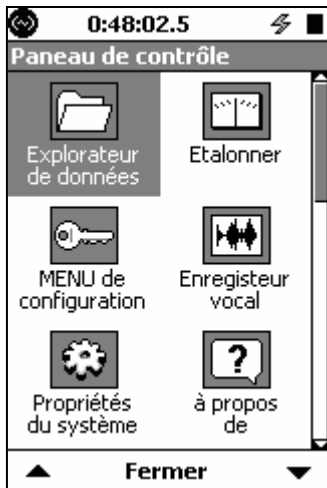 0:48:02.5
Paneau de contrôle
Explorateur
de données
Etalonner
MENU de
configuration
Enregisteur
vocal
Propriétés
du système
?
à propos
de
Fermer